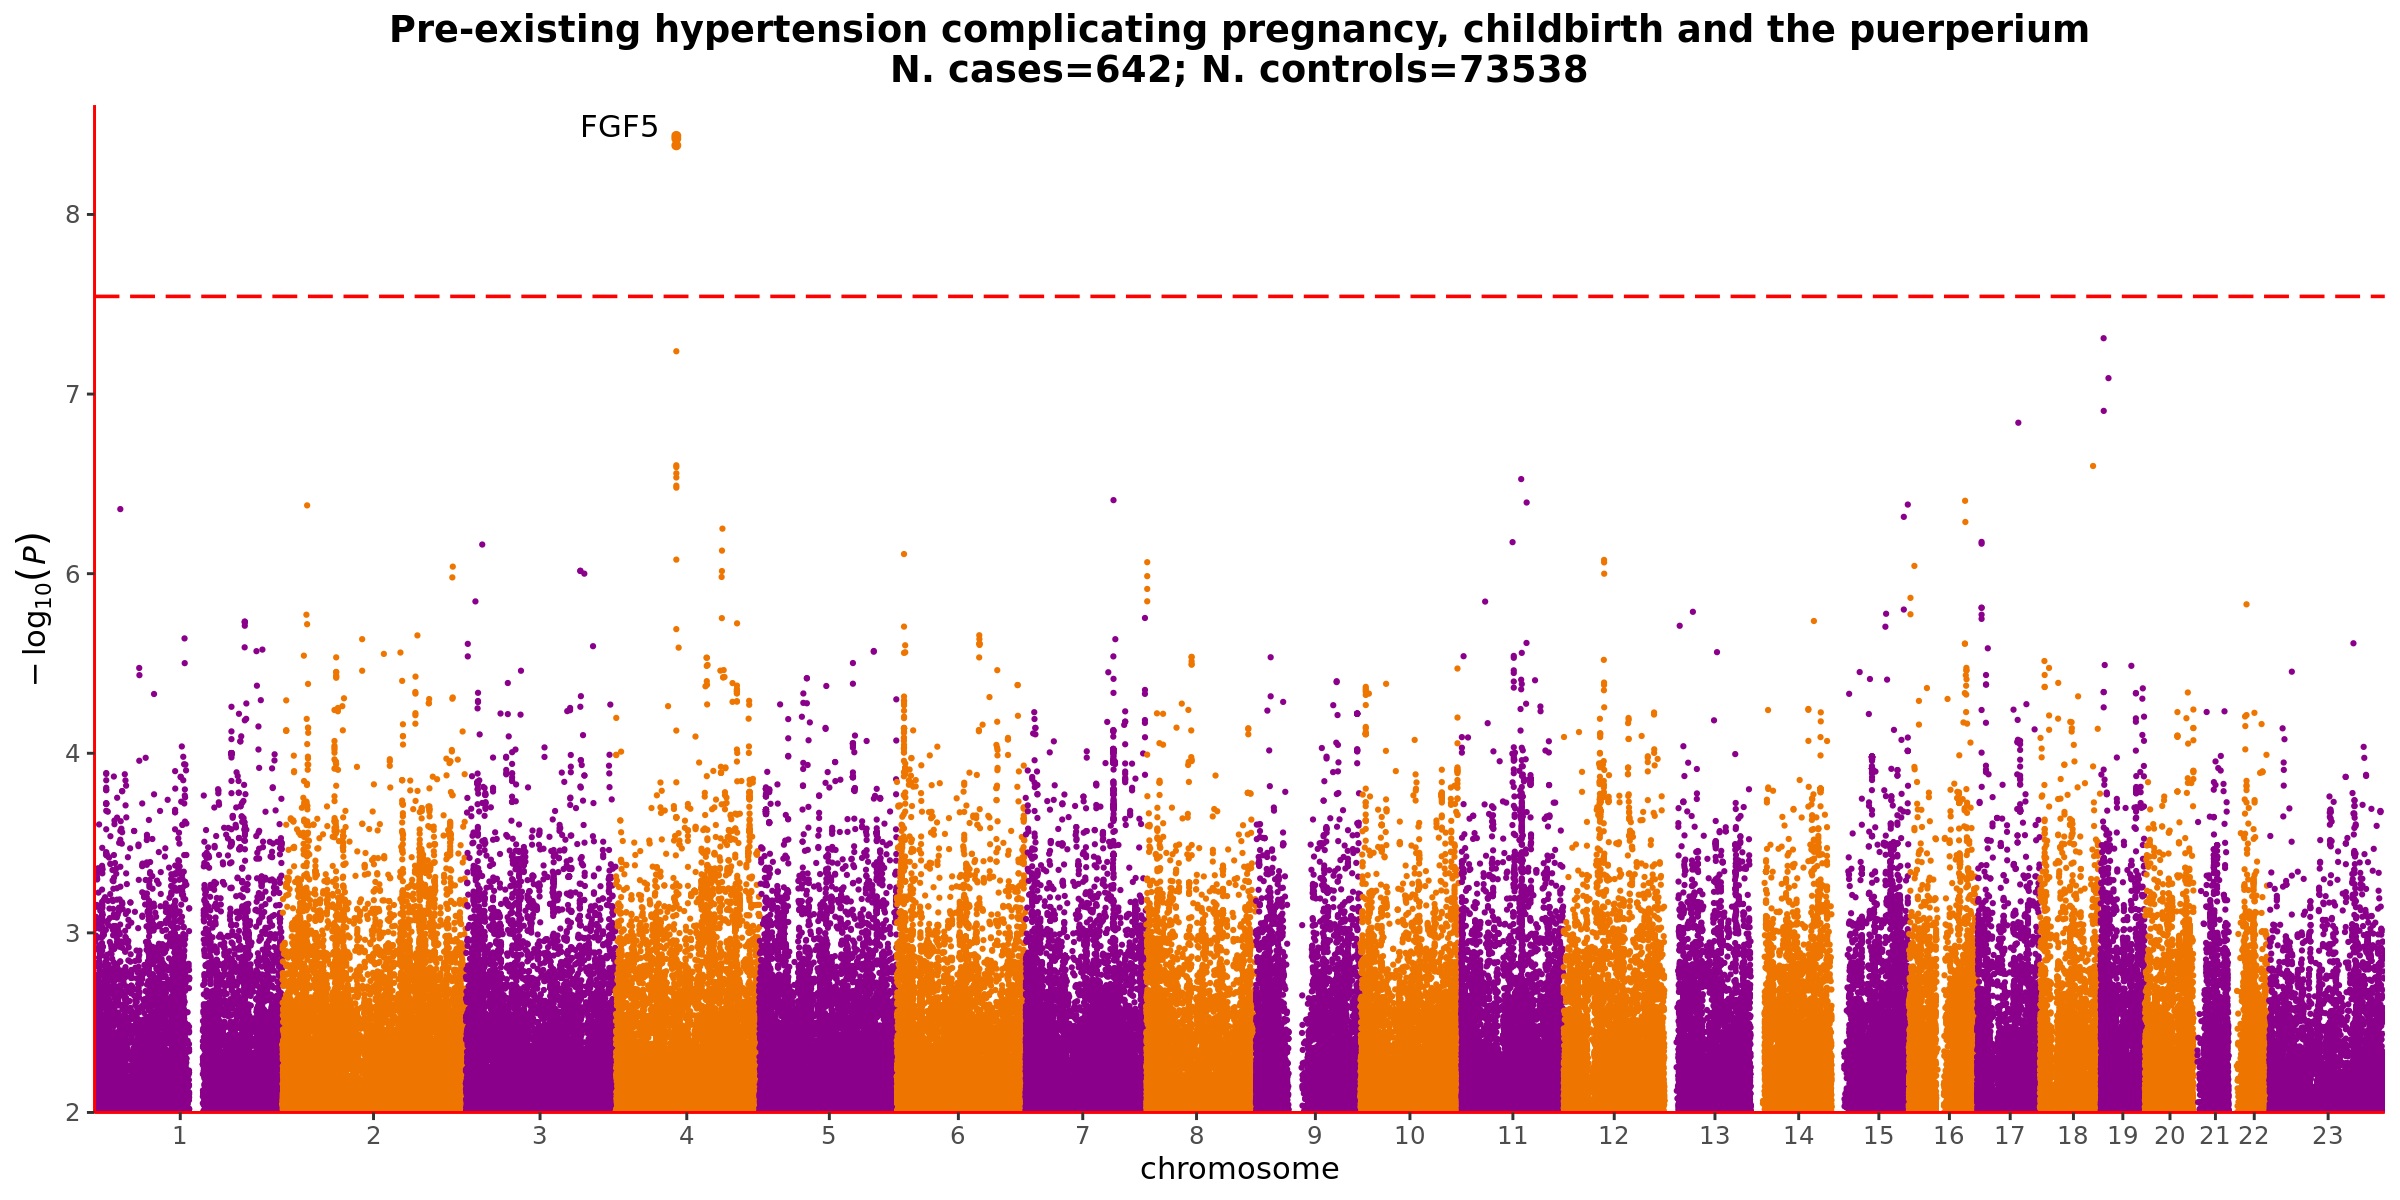 Pre-existing hypertension complicating pregnancy, childbirth and the puerperium
N. cases=642; N. controls=73538
FGF5
8
7
6
4
3
2
−log₁₀(P)
1 2 3 4 5 6 7 8 9 10 11 12 13 14 15 16 17 18 19 20 21 22 23
chromosome